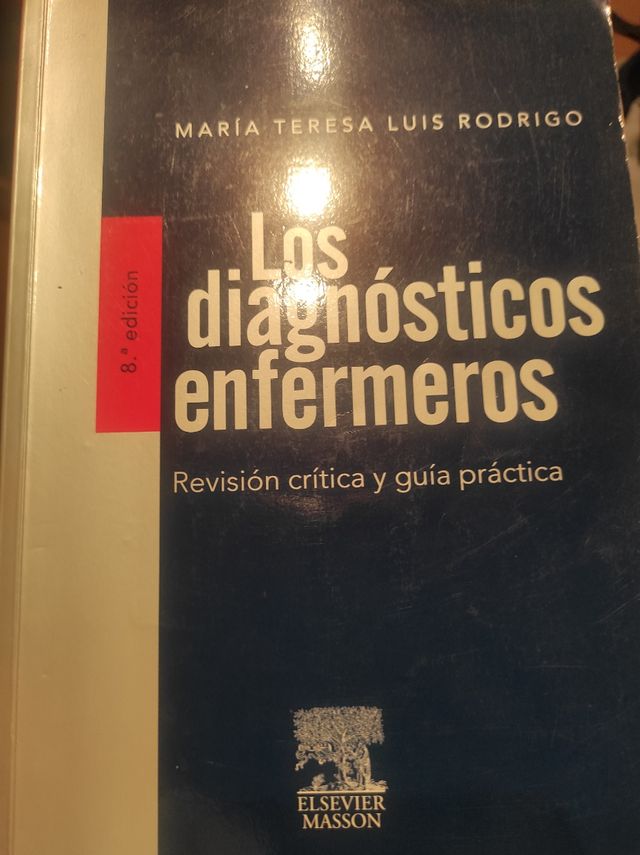 MARÍA TERESA LUIS RODRIGO
Los
diagnósticos
enfermeros
8.ª edición
Revisión crítica y guía práctica
ELSEVIER
MASSON